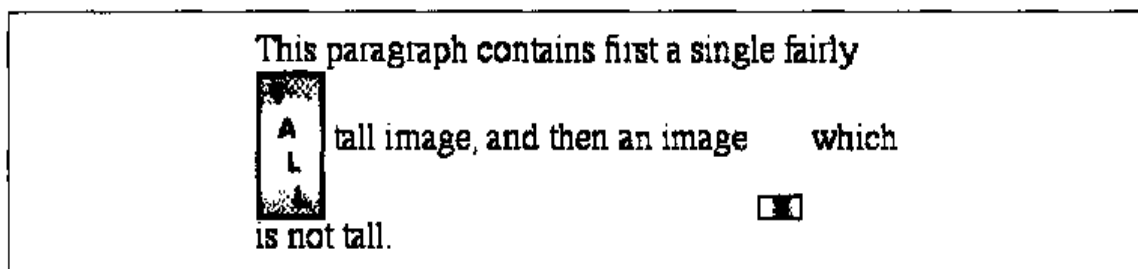 This paragraph contains first a single fairly
A
L
tall image, and then an image which
is not tall.